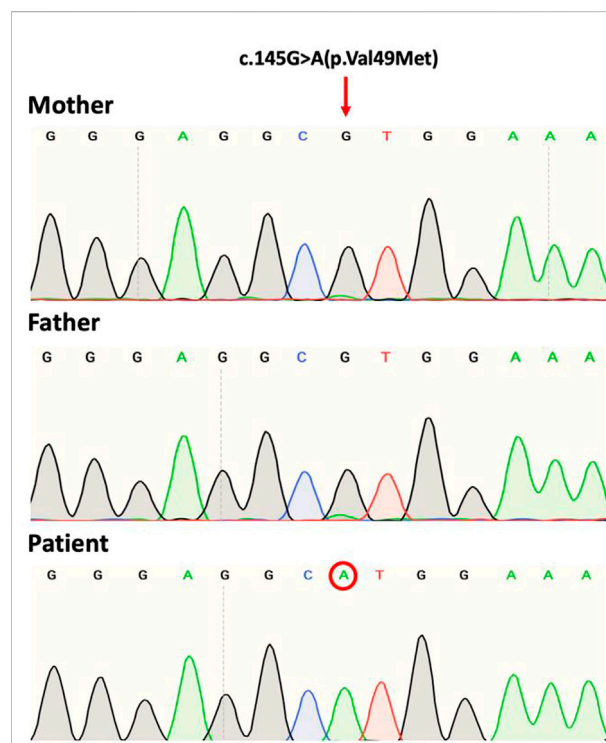 c.145G>A(p.Val49Met)
Mother
G G G A G G C G T G G A A A
Father
G G G A G G C G T G G A A A
Patient
G G G A G G C A T G G A A A